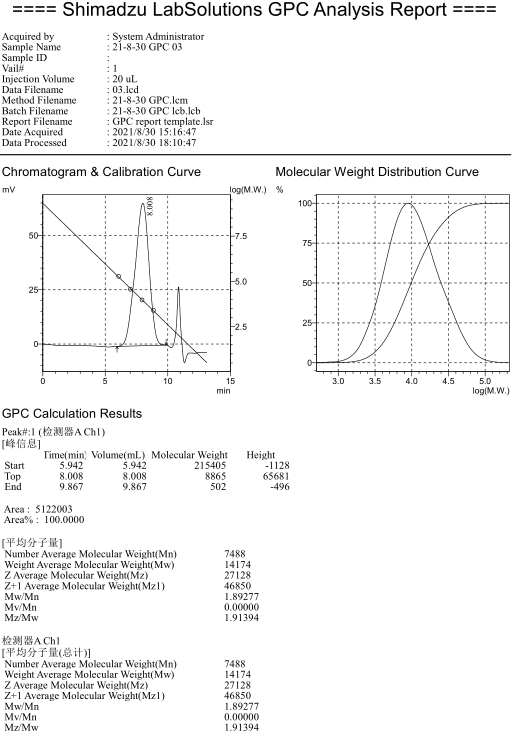 ==== Shimadzu LabSolutions GPC Analysis Report ====
Acquired by : System Administrator
Sample Name : 21-8-30 GPC 03
Sample ID :
Vail# : 1
Injection Volume : 20 uL
Data Filename : 03.lcd
Method Filename : 21-8-30 GPC.lcm
Batch Filename : 21-8-30 GPC lcb.lcb
Report Filename : GPC report template.lsr
Date Acquired : 2021/8/30 15:16:47
Data Processed : 2021/8/30 18:10:47
Chromatogram & Calibration Curve
mV log(M.W.)
8.008
50 7.5
25 5.0
0 2.5
0 5 10 15
min
Molecular Weight Distribution Curve
%
100
75
50
25
0
3.0 3.5 4.0 4.5 5.0
log(M.W.)
GPC Calculation Results
Peak#:1 (检测器A Ch1)
[峰信息]
Time(min) Volume(mL) Molecular Weight Height
Start 5.942 5.942 215405 -1128
Top 8.008 8.008 8865 65681
End 9.867 9.867 502 -496
Area : 5122003
Area% : 100.0000
[平均分子量]
Number Average Molecular Weight(Mn) 7488
Weight Average Molecular Weight(Mw) 14174
Z Average Molecular Weight(Mz) 27128
Z+1 Average Molecular Weight(Mz1) 46850
Mw/Mn 1.89277
Mv/Mn 0.00000
Mz/Mw 1.91394
检测器A Ch1
[平均分子量(总计)]
Number Average Molecular Weight(Mn) 7488
Weight Average Molecular Weight(Mw) 14174
Z Average Molecular Weight(Mz) 27128
Z+1 Average Molecular Weight(Mz1) 46850
Mw/Mn 1.89277
Mv/Mn 0.00000
Mz/Mw 1.91394